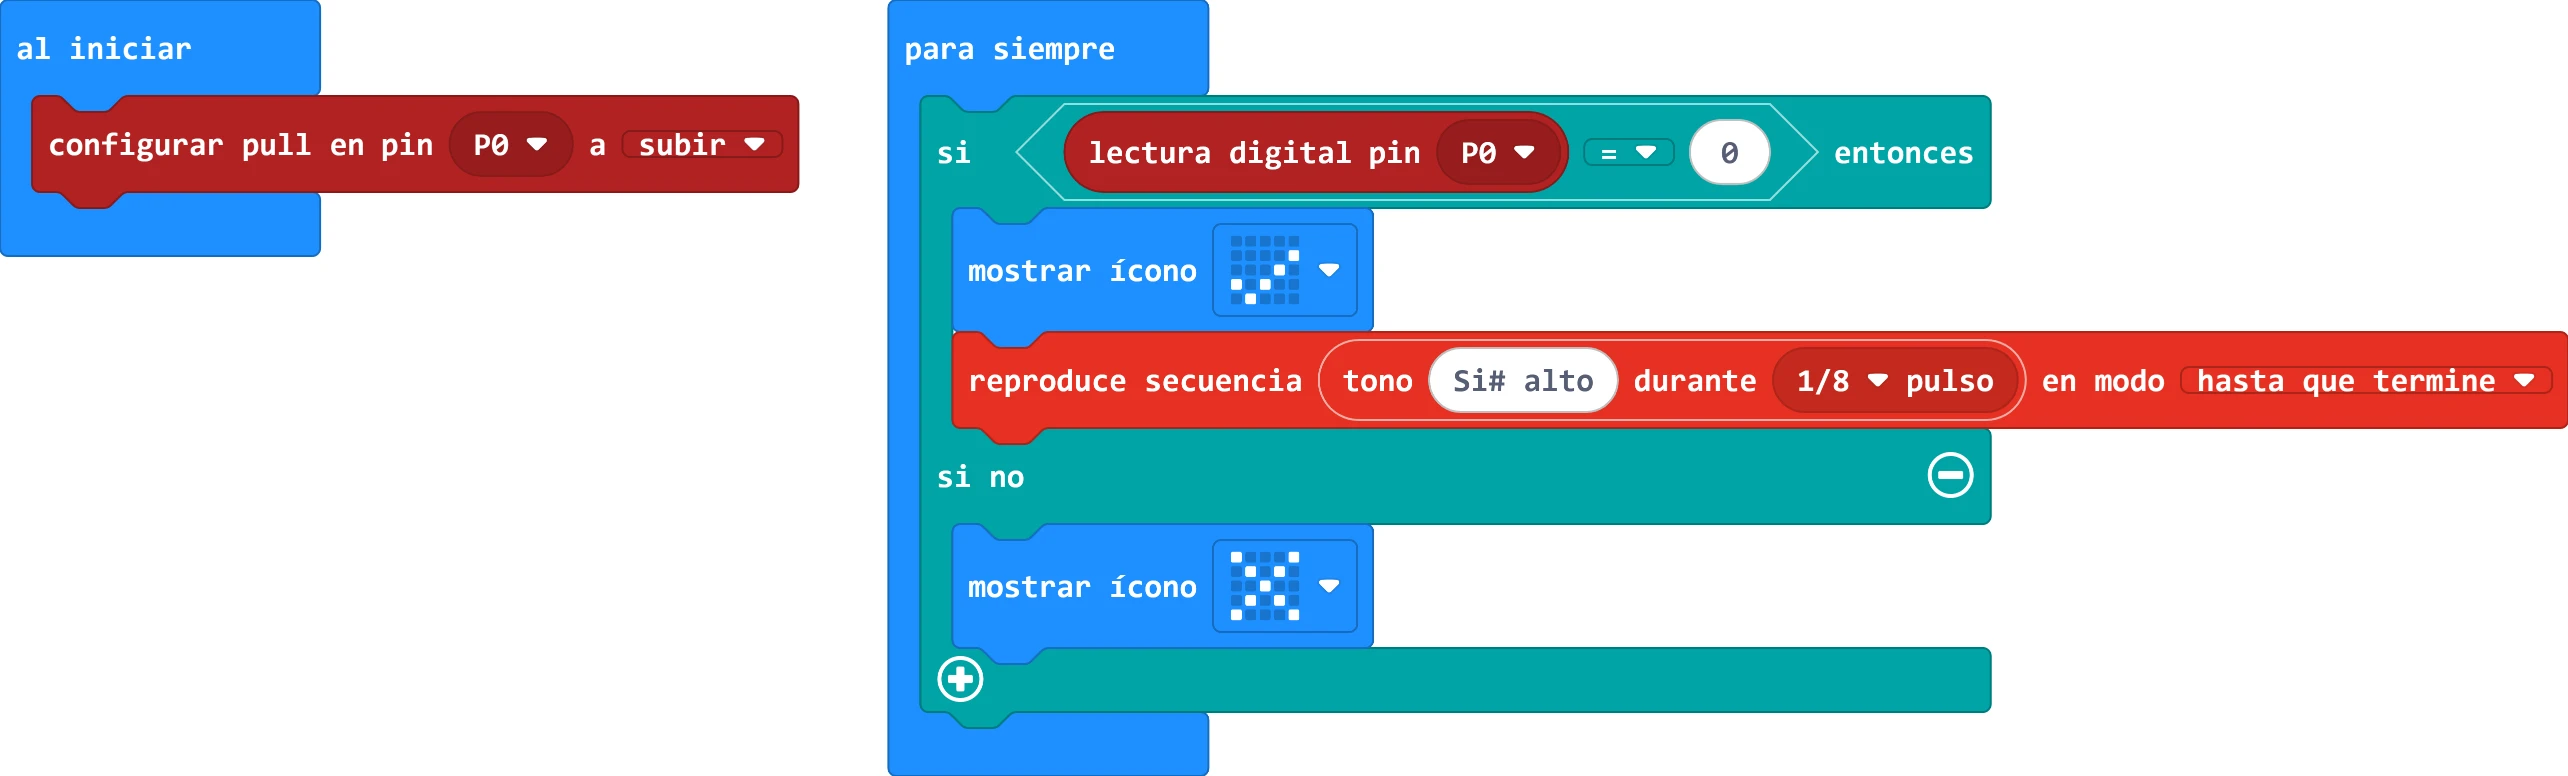 al iniciar
configurar pull en pin P0 a subir
para siempre
si lectura digital pin P0 = 0 entonces
mostrar ícono
reproduce secuencia tono Si# alto durante 1/8 pulso en modo hasta que termine
si no
mostrar ícono